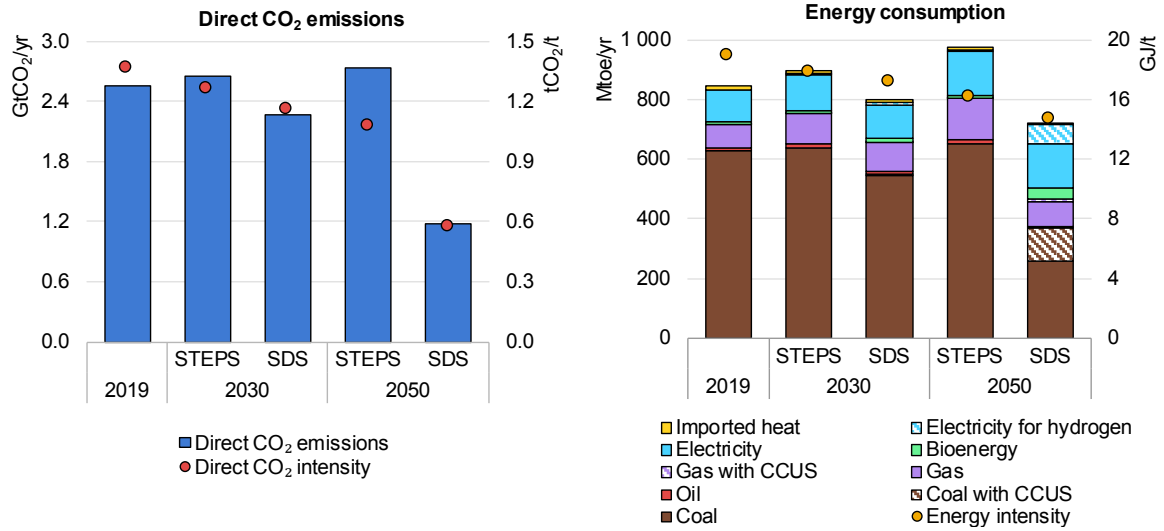 Direct CO₂ emissions
GtCO₂/yr
3.0
2.4
1.8
1.2
0.6
0.0
1.5
1.2
0.9
0.6
0.3
0.0
tCO₂/t
STEPS SDS STEPS SDS
2019 2030 2050
Direct CO₂ emissions
Direct CO₂ intensity
Energy consumption
Mtoe/yr
1 000
800
600
400
200
0
20
16
12
8
4
0
GJ/t
STEPS SDS STEPS SDS
2019 2030 2050
Imported heat Electricity for hydrogen
Electricity Bioenergy
Gas with CCUS Gas
Oil Coal with CCUS
Coal Energy intensity